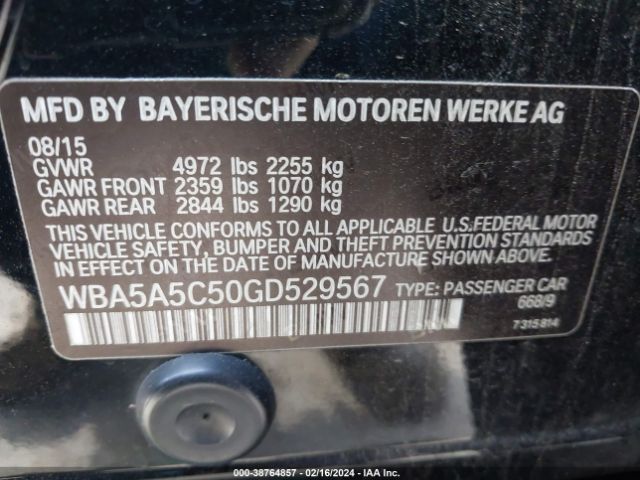 MFD BY BAYERISCHE MOTOREN WERKE AG
08/15
GVWR 4972 lbs 2255 kg
GAWR FRONT 2359 lbs 1070 kg
GAWR REAR 2844 lbs 1290 kg
THIS VEHICLE CONFORMS TO ALL APPLICABLE U.S.FEDERAL MOTOR
VEHICLE SAFETY, BUMPER AND THEFT PREVENTION STANDARDS
IN EFFECT ON THE DATE OF MANUFACTURE SHOWN ABOVE.
WBA5A5C50GD529567 TYPE: PASSENGER CAR
668/9
7 315 814
000-38764857 - 02/16/2024 - IAA Inc.